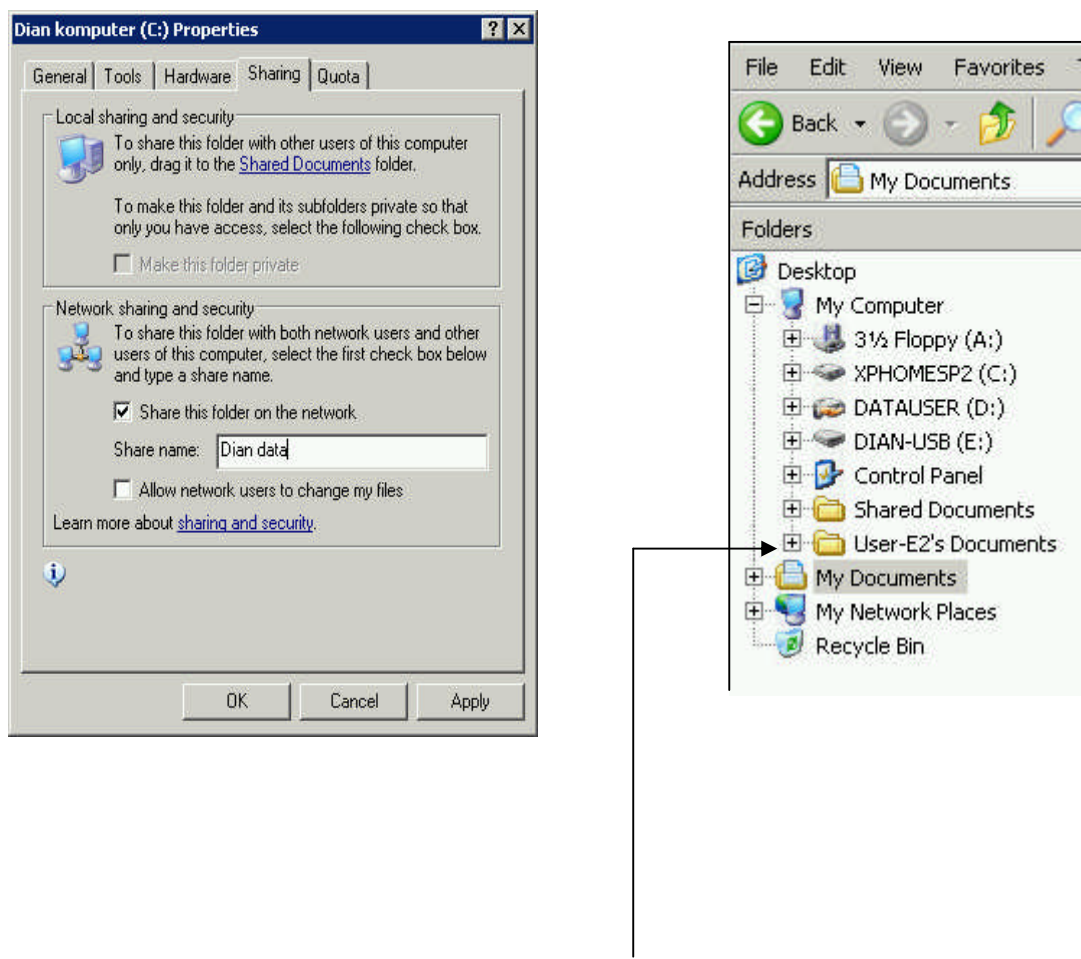 Dian komputer (C:) Properties
General Tools Hardware Sharing Quota
Local sharing and security
To share this folder with other users of this computer
only, drag it to the Shared Documents folder.
To make this folder and its subfolders private so that
only you have access, select the following check box.
Make this folder private
Network sharing and security
To share this folder with both network users and other
users of this computer, select the first check box below
and type a share name.
Share this folder on the network
Share name: Dian data
Allow network users to change my files
Learn more about sharing and security.
OK Cancel Apply
File Edit View Favorites
Back
Address My Documents
Folders
Desktop
My Computer
3½ Floppy (A:)
XPHOMESP2 (C:)
DATAUSER (D:)
DIAN-USB (E:)
Control Panel
Shared Documents
User-E2's Documents
My Documents
My Network Places
Recycle Bin